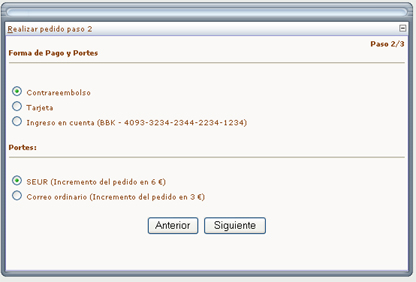 Realizar pedido paso 2
Paso 2/3
Forma de Pago y Portes
Contrareembolso
Tarjeta
Ingreso en cuenta (BBK - 4093-3234-2344-2234-1234)
Portes:
SEUR (Incremento del pedido en 6 €)
Correo ordinario (Incremento del pedido en 3 €)
Anterior Siguiente